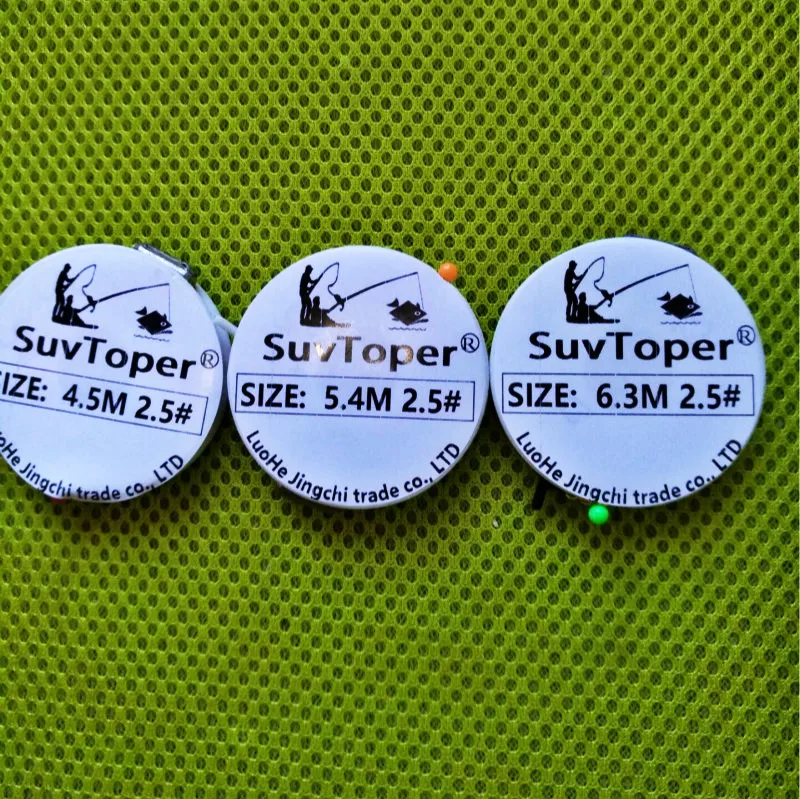 SuvToper®
SIZE: 4.5M 2.5#
LuoHe Jingchi trade co., LTD
SuvToper®
SIZE: 5.4M 2.5#
LuoHe Jingchi trade co., LTD
SuvToper®
SIZE: 6.3M 2.5#
LuoHe Jingchi trade co., LTD